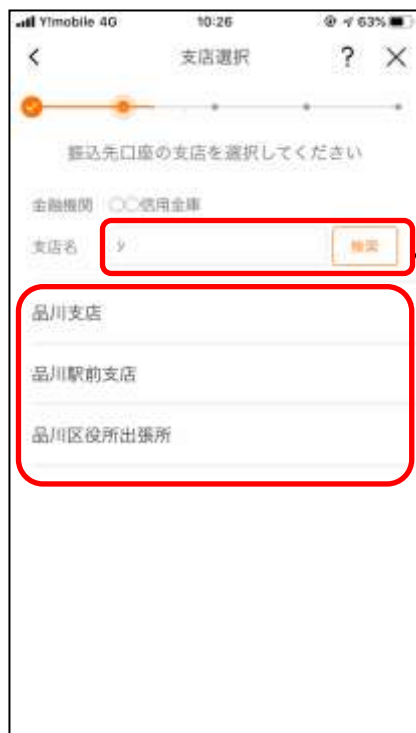 Y!mobile 4G 10:26 63%
支店選択 ?
振込先口座の支店を選択してください
金融機関 〇〇信用金庫
支店名 シ 検索
品川支店
品川駅前支店
品川区役所出張所